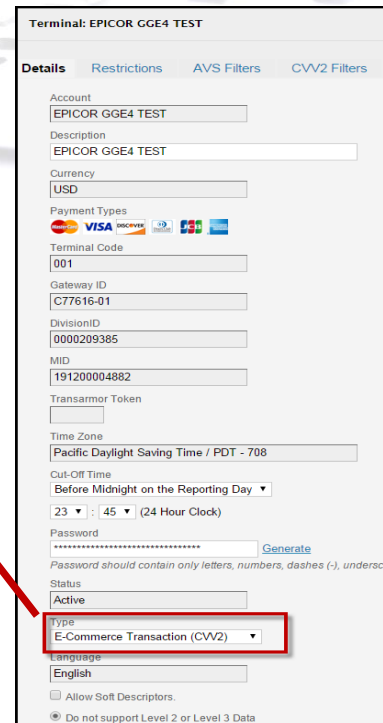 Terminal: EPICOR GGE4 TEST
Details Restrictions AVS Filters CVV2 Filters
Account
EPICOR GGE4 TEST
Description
EPICOR GGE4 TEST
Currency
USD
Payment Types
MasterCard VISA DISCOVER JCB
Terminal Code
001
Gateway ID
C77616-01
DivisionID
0000209385
MID
191200004882
Transarmor Token
Time Zone
Pacific Daylight Saving Time / PDT - 708
Cut-Off Time
Before Midnight on the Reporting Day
23 : 45 (24 Hour Clock)
Password
******************************** Generate
Password should contain only letters, numbers, dashes (-), undersc
Status
Active
Type
E-Commerce Transaction (CVV2)
Language
English
Allow Soft Descriptors.
Do not support Level 2 or Level 3 Data